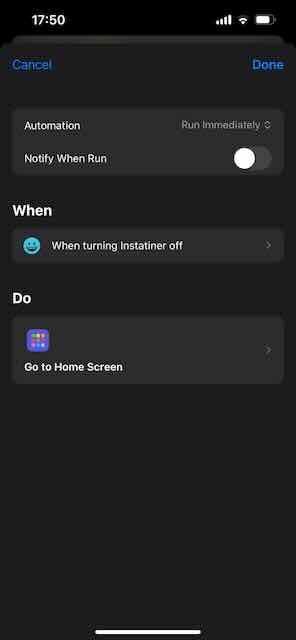 17:50
Cancel
Done
Automation
Run Immediately
Notify When Run
When
When turning Instatiner off
Do
Go to Home Screen